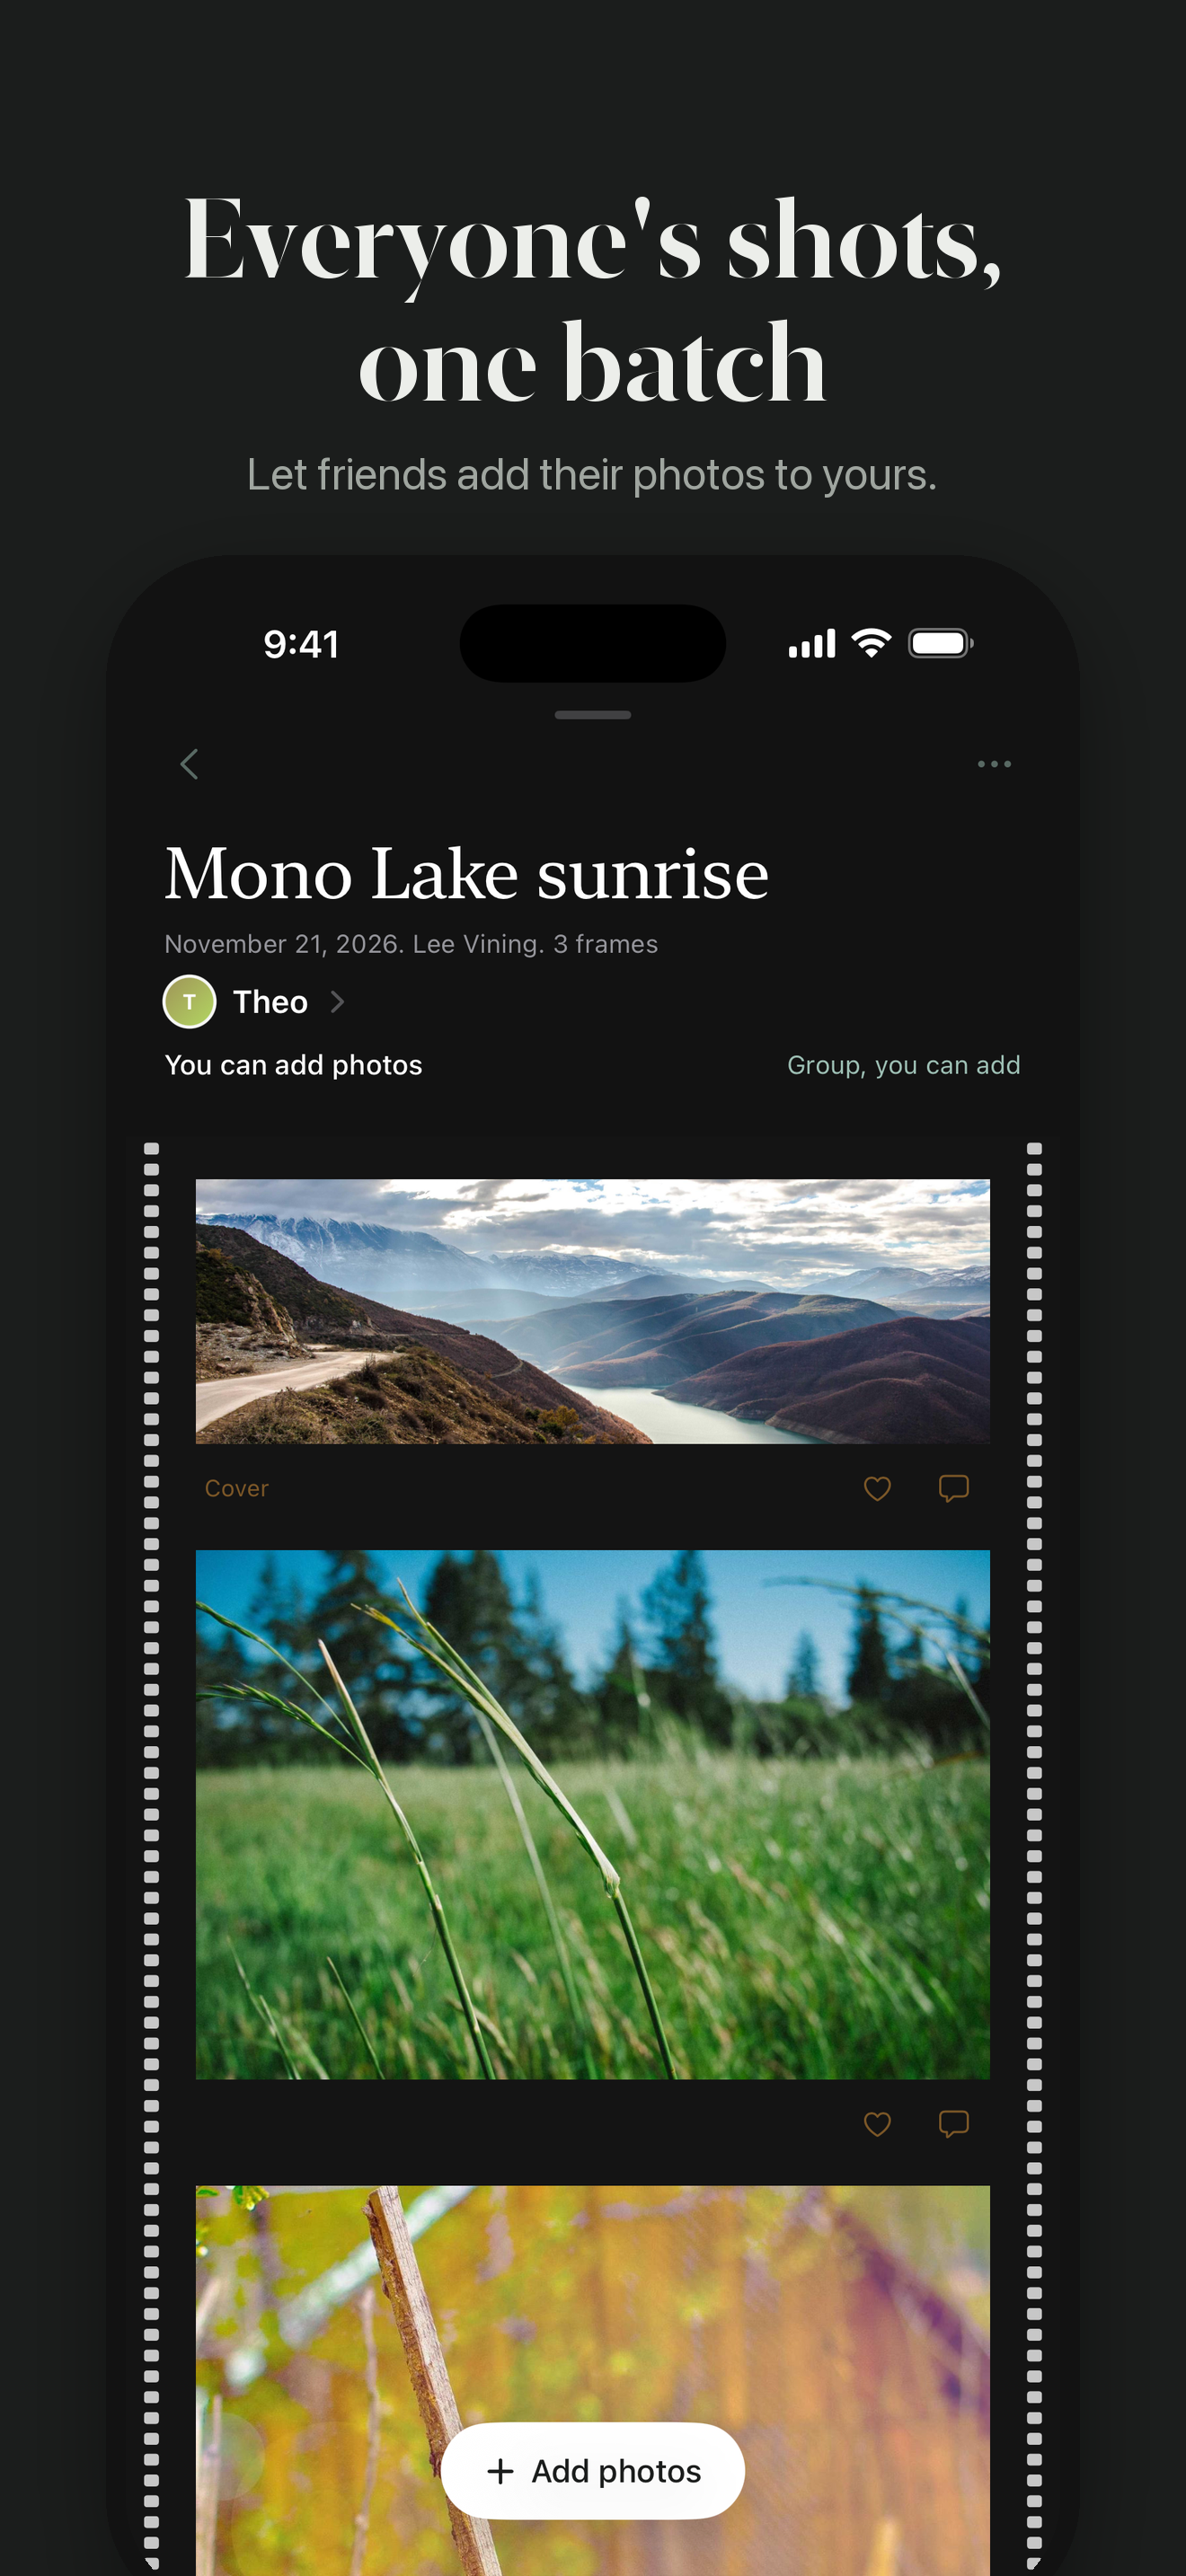 Everyone's shots,
one batch
Let friends add their photos to yours.
9:41
Mono Lake sunrise
November 21, 2026. Lee Vining. 3 frames
T Theo
You can add photos
Group, you can add
Cover
+ Add photos